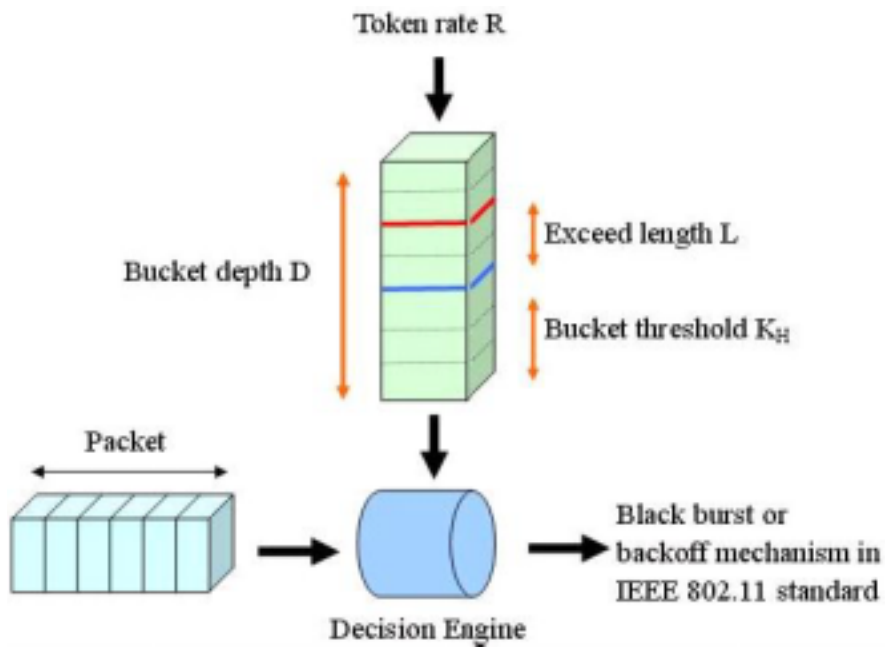 Token rate R
Exceed length L
Bucket depth D
Bucket threshold K_H
Packet
Black burst or
backoff mechanism in
IEEE 802.11 standard
Decision Engine